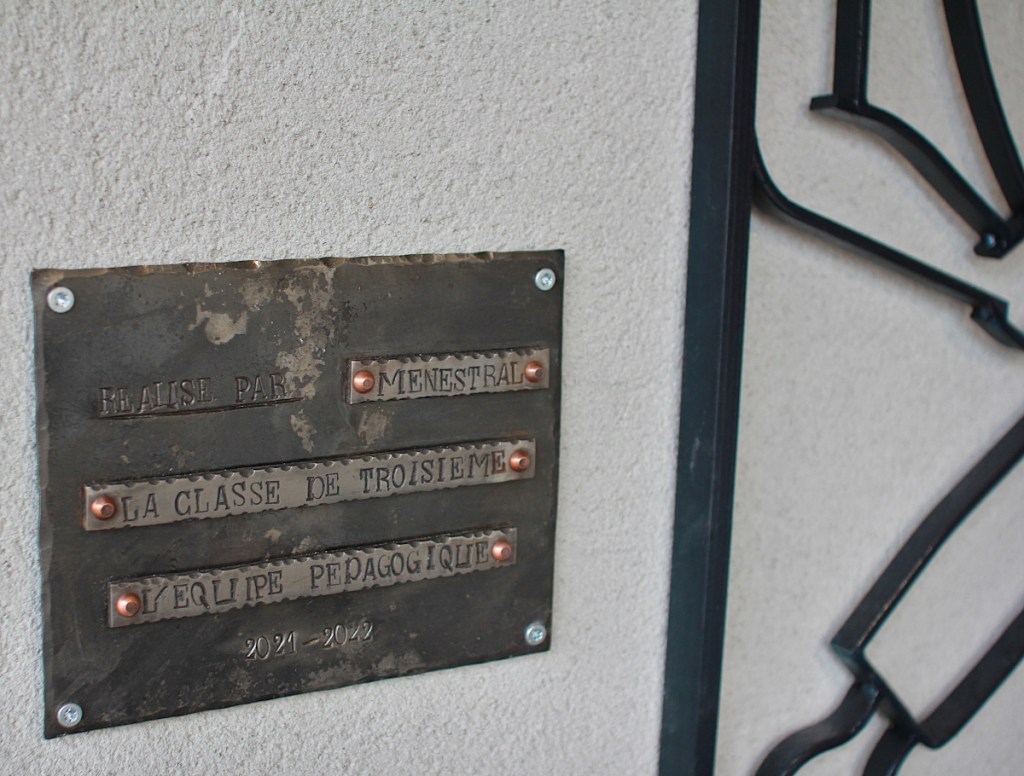 REALISE PAR MENESTRAL
LA CLASSE DE TROISIEME
L'EQUIPE PEDAGOGIQUE
2021-2022